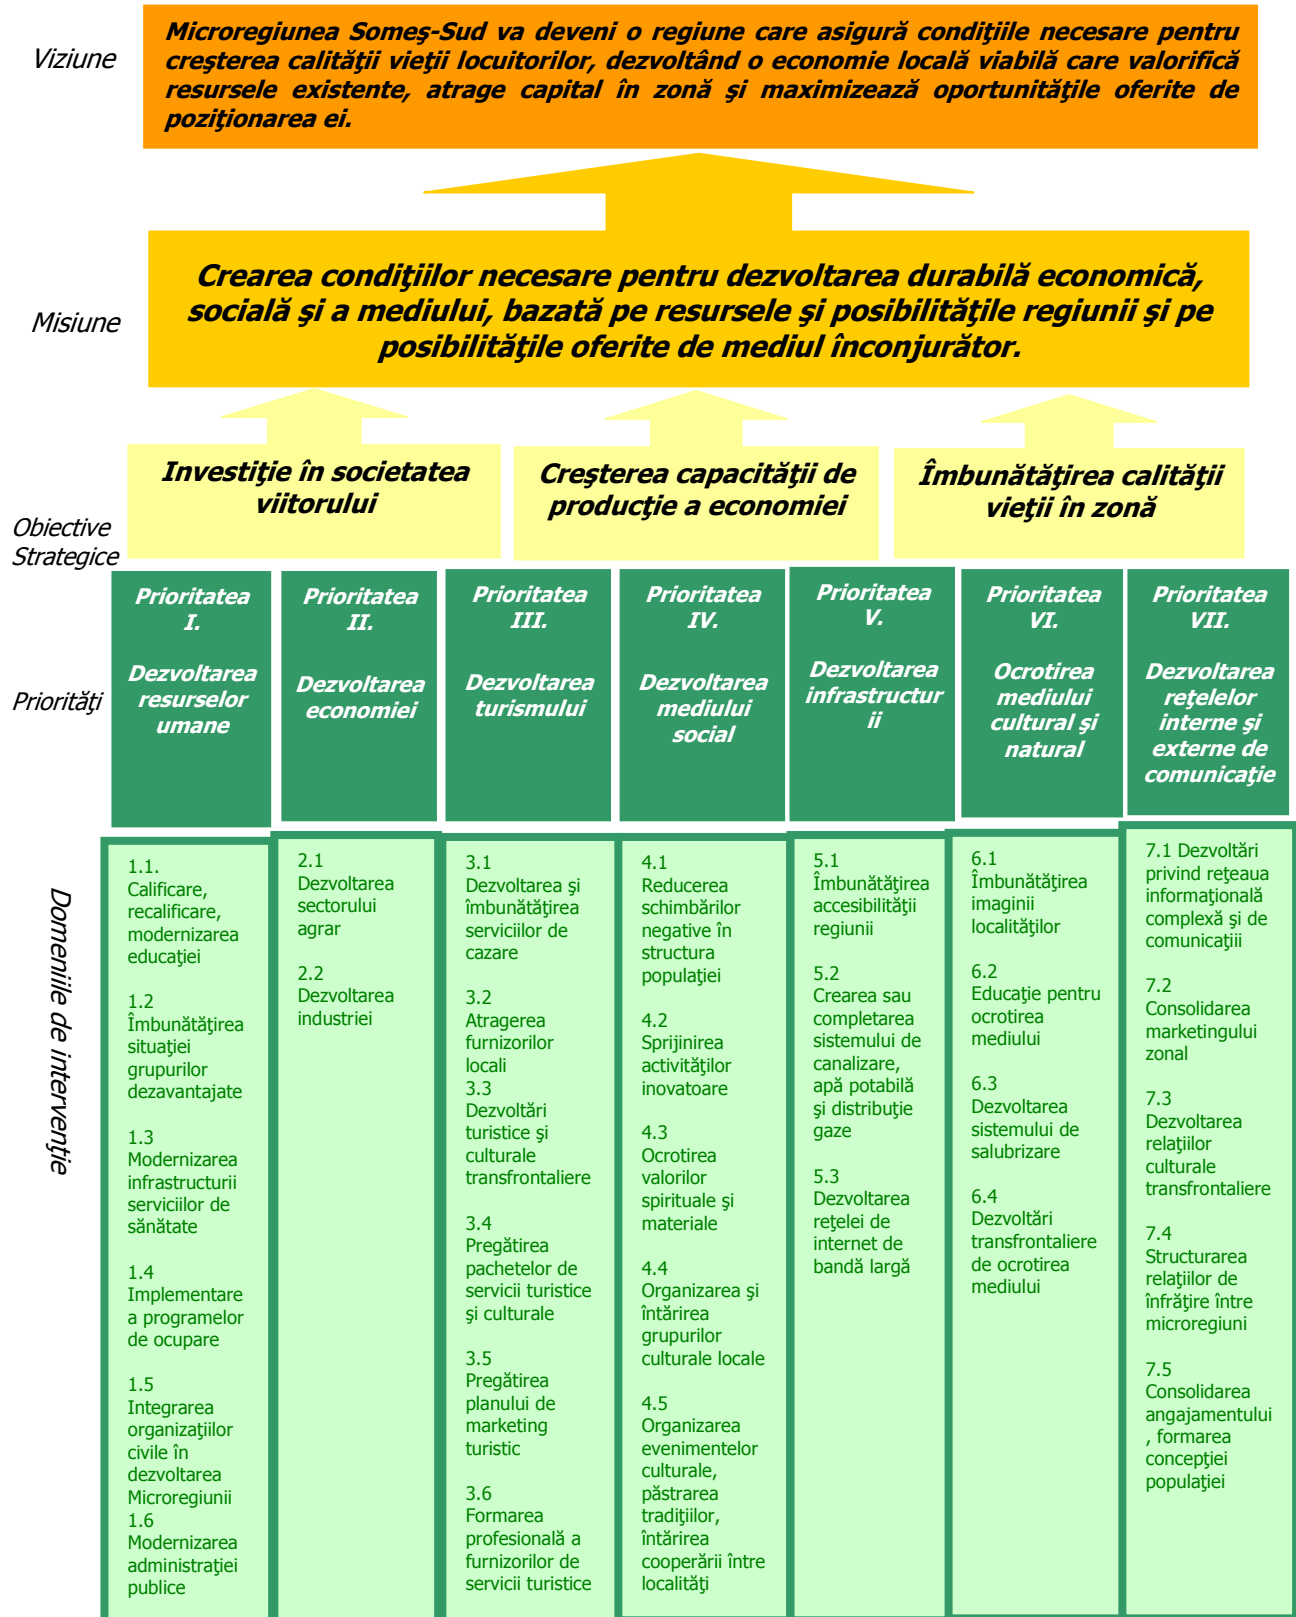 Viziune
Microregiunea Someş-Sud va deveni o regiune care asigură condiţiile necesare pentru
creşterea calităţii vieţii locuitorilor, dezvoltând o economie locală viabilă care valorifică
resursele existente, atrage capital în zonă şi maximizează oportunităţile oferite de
poziţionarea ei.
Misiune
Crearea condiţiilor necesare pentru dezvoltarea durabilă economică,
socială şi a mediului, bazată pe resursele şi posibilităţile regiunii şi pe
posibilităţile oferite de mediul înconjurător.
Obiective
Strategice
Investiţie în societatea
viitorului
Creşterea capacităţii de
producţie a economiei
Îmbunătăţirea calităţii
vieţii în zonă
Priorităţi
Prioritatea
I.
Dezvoltarea
resurselor
umane
Prioritatea
II.
Dezvoltarea
economiei
Prioritatea
III.
Dezvoltarea
turismului
Prioritatea
IV.
Dezvoltarea
mediului
social
Prioritatea
V.
Dezvoltarea
infrastructur
ii
Prioritatea
VI.
Ocrotirea
mediului
cultural şi
natural
Prioritatea
VII.
Dezvoltarea
reţelelor
interne şi
externe de
comunicaţie
Domeniile de intervenţie
1.1.
Calificare,
recalificare,
modernizarea
educaţiei
1.2
Îmbunătăţirea
situaţiei
grupurilor
dezavantajate
1.3
Modernizarea
infrastructurii
serviciilor de
sănătate
1.4
Implementare
a programelor
de ocupare
1.5
Integrarea
organizaţiilor
civile în
dezvoltarea
Microregiunii
1.6
Modernizarea
administraţiei
publice
2.1
Dezvoltarea
sectorului
agrar
2.2
Dezvoltarea
industriei
3.1
Dezvoltarea şi
îmbunătăţirea
serviciilor de
cazare
3.2
Atragerea
furnizorilor
locali
3.3
Dezvoltări
turistice şi
culturale
transfrontaliere
3.4
Pregătirea
pachetelor de
servicii turistice
şi culturale
3.5
Pregătirea
planului de
marketing
turistic
3.6
Formarea
profesională a
furnizorilor de
servicii turistice
4.1
Reducerea
schimbărilor
negative în
structura
populaţiei
4.2
Sprijinirea
activităţilor
inovatoare
4.3
Ocrotirea
valorilor
spirituale şi
materiale
4.4
Organizarea şi
întărirea
grupurilor
culturale locale
4.5
Organizarea
evenimentelor
culturale,
păstrarea
tradiţiilor,
întărirea
cooperării între
localităţi
5.1
Îmbunătăţirea
accesibilităţii
regiunii
5.2
Crearea sau
completarea
sistemului de
canalizare,
apă potabilă
şi distribuţie
gaze
5.3
Dezvoltarea
reţelei de
internet de
bandă largă
6.1
Îmbunătăţirea
imaginii
localităţilor
6.2
Educaţie pentru
ocrotirea
mediului
6.3
Dezvoltarea
sistemului de
salubrizare
6.4
Dezvoltări
transfrontaliere
de ocrotirea
mediului
7.1 Dezvoltări
privind reţeaua
informaţională
complexă şi de
comunicaţiii
7.2
Consolidarea
marketingului
zonal
7.3
Dezvoltarea
relaţiilor
culturale
transfrontaliere
7.4
Structurarea
relaţiilor de
înfrăţire între
microregiuni
7.5
Consolidarea
angajamentului
, formarea
concepţiei
populaţiei